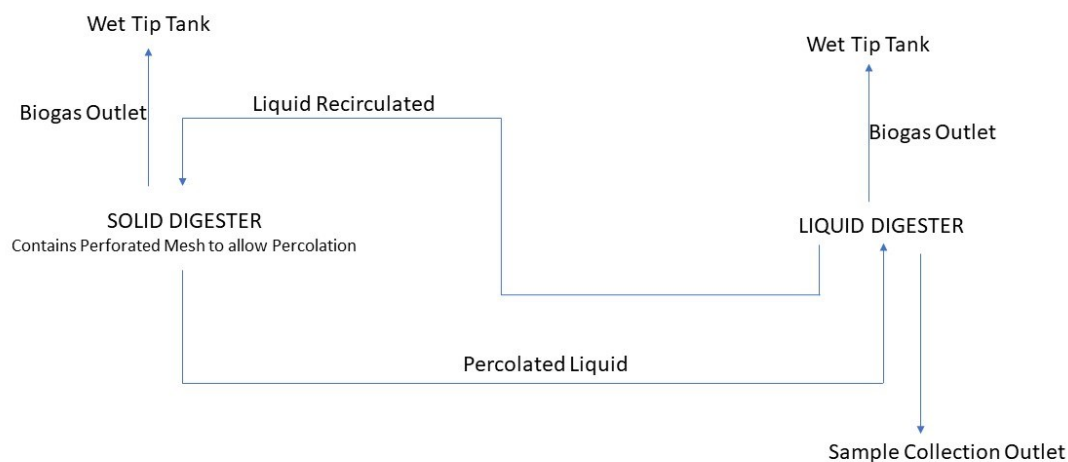 Wet Tip Tank
Wet Tip Tank
Biogas Outlet
Liquid Recirculated
Biogas Outlet
SOLID DIGESTER
Contains Perforated Mesh to allow Percolation
LIQUID DIGESTER
Percolated Liquid
Sample Collection Outlet